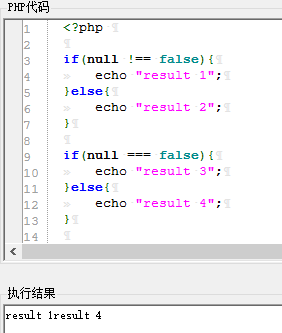 PHP代码
1 <?php
2
3 if(null !== false){
4 echo "result 1";
5 }else{
6 echo "result 2";
7 }
8
9 if(null === false){
10 echo "result 3";
11 }else{
12 echo "result 4";
13 }
14
执行结果
result 1result 4